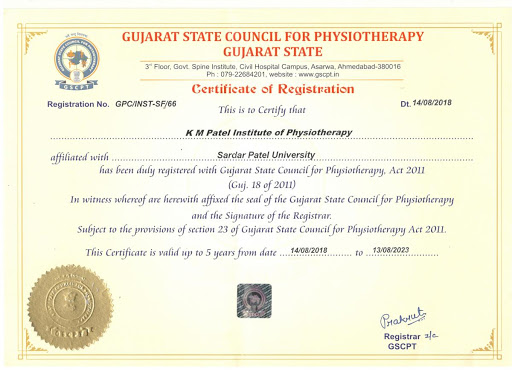 GUJARAT STATE COUNCIL FOR PHYSIOTHERAPY
GUJARAT STATE
3rd Floor, Govt. Spine Institute, Civil Hospital Campus, Asarwa, Ahmedabad-380016
Ph : 079-22684201, website : www.gscpt.in
GSCPT
Certificate of Registration
Registration No. GPC/INST-SF/66
Dt. 14/08/2018
This is to Certify that
K M Patel Institute of Physiotherapy
affiliated with Sardar Patel University
has been duly registered with Gujarat State Council for Physiotherapy, Act 2011
(Guj. 18 of 2011)
In witness whereof are herewith affixed the seal of the Gujarat State Council for Physiotherapy
and the Signature of the Registrar.
Subject to the provisions of section 23 of Gujarat State Council for Physiotherapy Act 2011.
This Certificate is valid up to 5 years from date 14/08/2018 to 13/08/2023
GSCPT
Prakrut
Registrar I/c
GSCPT